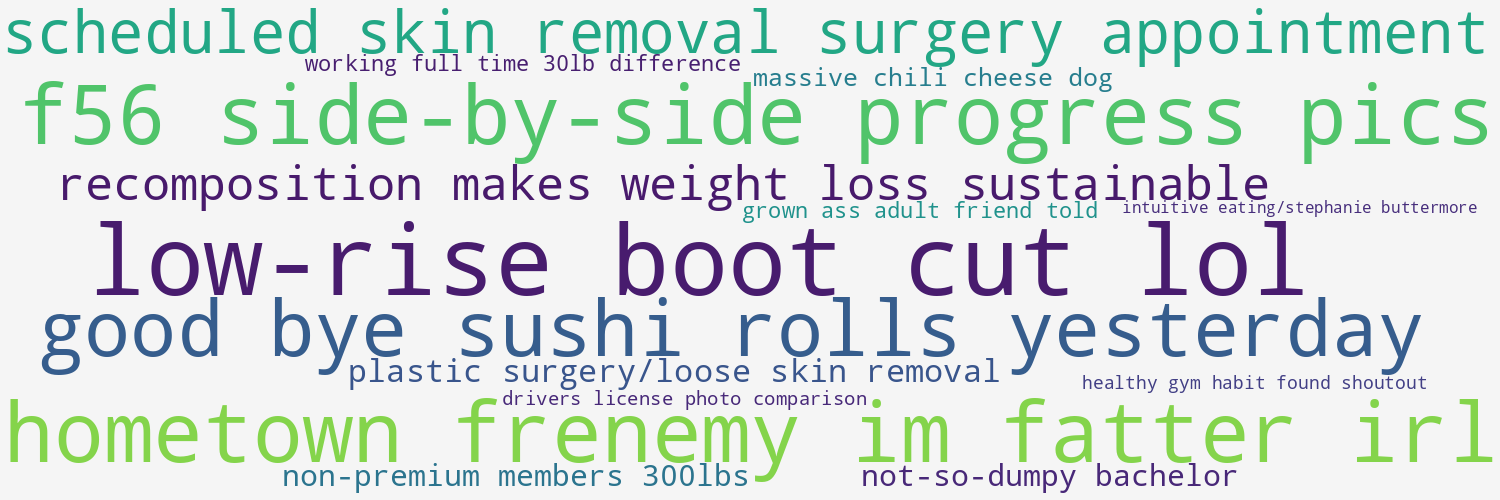 scheduled skin removal surgery appointment
working full time 30lb difference
massive chili cheese dog
f56 side-by-side progress pics
recomposition makes weight loss sustainable
grown ass adult friend told
intuitive eating/stephanie buttermore
low-rise boot cut lol
good bye sushi rolls yesterday
plastic surgery/loose skin removal
healthy gym habit found shoutout
drivers license photo comparison
hometown frenemy im fatter irl
non-premium members 300lbs
not-so-dumpy bachelor